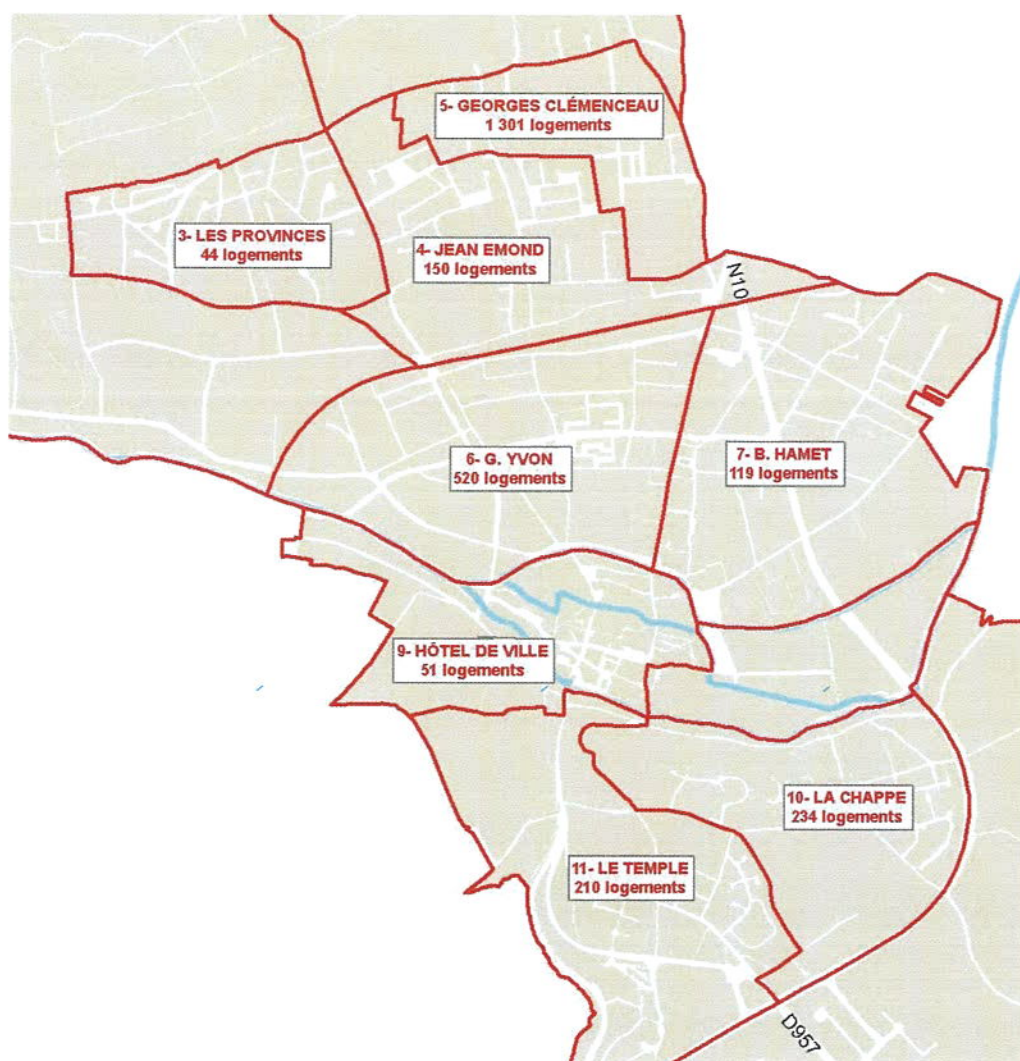 5- GEORGES CLÉMENCEAU
1 301 logements
3- LES PROVINCES
44 logements
4- JEAN EMOND
150 logements
N10
6- G. YVON
520 logements
7- B. HAMET
119 logements
9- HÔTEL DE VILLE
51 logements
10- LA CHAPPE
234 logements
11- LE TEMPLE
210 logements
D957